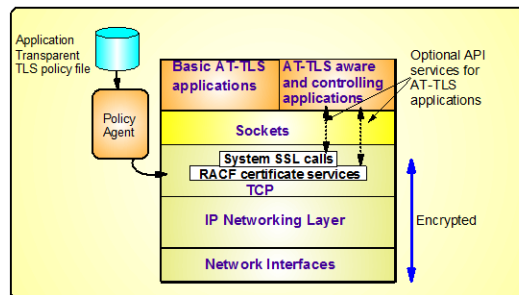 Application
Transparent
TLS policy file
Policy
Agent
Basic AT-TLS
applications
AT-TLS aware
and controlling
applications
Optional API
services for
AT-TLS
applications
Sockets
System SSL calls
RACF certificate services
TCP
IP Networking Layer
Encrypted
Network Interfaces